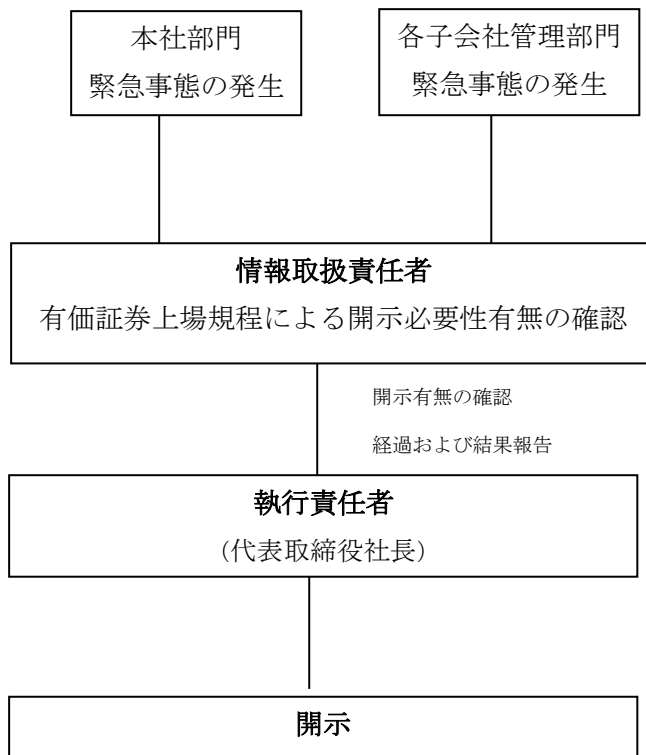 本社部門
緊急事態の発生
各子会社管理部門
緊急事態の発生
情報取扱責任者
有価証券上場規程による開示必要性有無の確認
開示有無の確認
経過および結果報告
執行責任者
(代表取締役社長)
開示